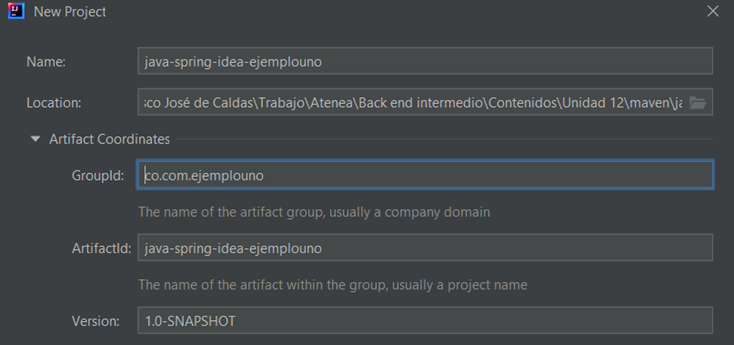 New Project
Name: java-spring-idea-ejemplouno
Location: sco José de Caldas\Trabajo\Atenea\Back end intermedio\Contenidos\Unidad 12\maven\ja
Artifact Coordinates
GroupId: co.com.ejemplouno
The name of the artifact group, usually a company domain
ArtifactId: java-spring-idea-ejemplouno
The name of the artifact within the group, usually a project name
Version: 1.0-SNAPSHOT